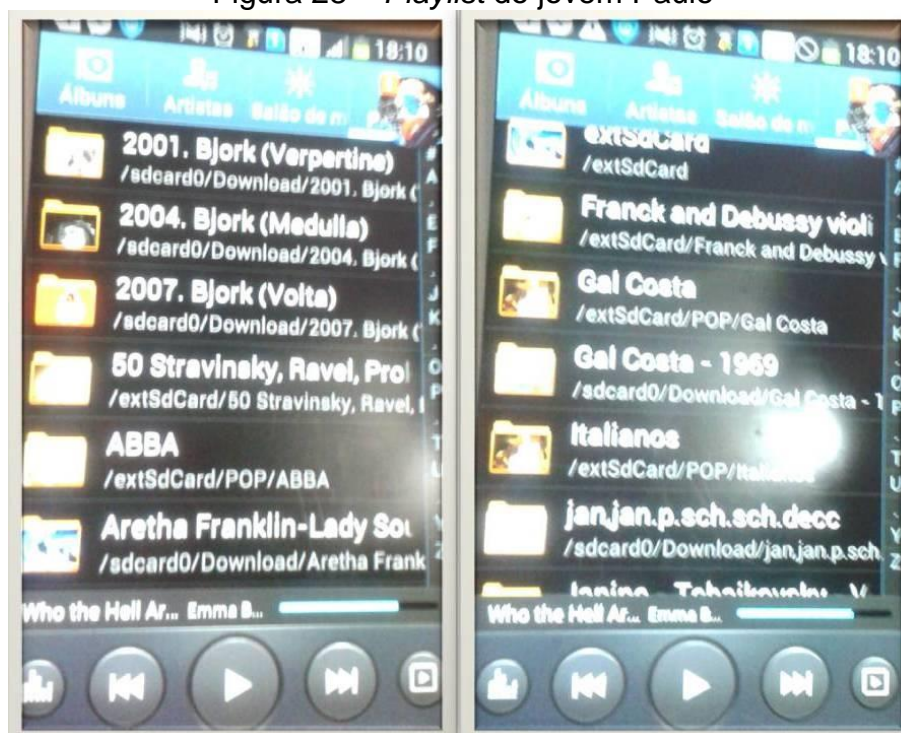 Playlist do jovem Paulo
18:10
Álbuns Artistas Salão de m
2001. Bjork (Verpertine)
/sdcard0/Download/2001. Bjork (
2004. Bjork (Medulla)
/sdcard0/Download/2004. Bjork (
2007. Bjork (Volta)
/sdcard0/Download/2007. Bjork (
50 Stravinsky, Ravel, Prol
/extSdCard/50 Stravinsky, Ravel,
ABBA
/extSdCard/POP/ABBA
Aretha Franklin-Lady Sou
/sdcard0/Download/Aretha Frank
Who the Hell Ar... Emma B...
18:10
Álbuns Artistas Salão de m
extSdCard
/extSdCard
Franck and Debussy violi
/extSdCard/Franck and Debussy v
Gal Costa
/extSdCard/POP/Gal Costa
Gal Costa - 1969
/sdcard0/Download/Gal Costa - 1
Italianos
/extSdCard/POP/Italianos
jan.jan.p.sch.sch.decc
/sdcard0/Download/jan.jan.p.sch
Janine - Tchaikovsky V
Who the Hell Ar... Emma B...